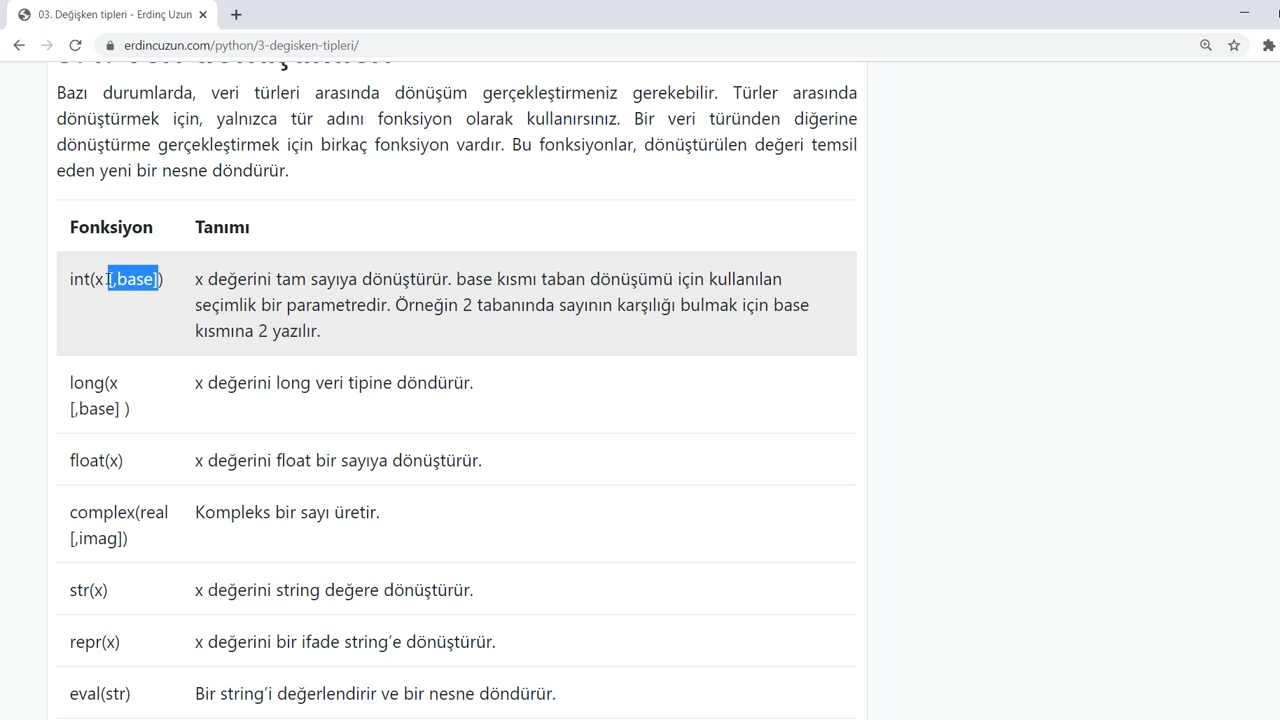 03. Değişken tipleri - Erdinç Uzun
erdincuzun.com/python/3-degisken-tipleri/
Bazı durumlarda, veri türleri arasında dönüşüm gerçekleştirmeniz gerekebilir. Türler arasında
dönüştürmek için, yalnızca tür adını fonksiyon olarak kullanırsınız. Bir veri türünden diğerine
dönüştürme gerçekleştirmek için birkaç fonksiyon vardır. Bu fonksiyonlar, dönüştürülen değeri temsil
eden yeni bir nesne döndürür.
Fonksiyon Tanımı
int(x [,base]) x değerini tam sayıya dönüştürür. base kısmı taban dönüşümü için kullanılan
seçimlik bir parametredir. Örneğin 2 tabanında sayının karşılığı bulmak için base
kısmına 2 yazılır.
long(x x değerini long veri tipine döndürür.
[,base] )
float(x) x değerini float bir sayıya dönüştürür.
complex(real Kompleks bir sayı üretir.
[,imag])
str(x) x değerini string değere dönüştürür.
repr(x) x değerini bir ifade string’e dönüştürür.
eval(str) Bir string’i değerlendirir ve bir nesne döndürür.